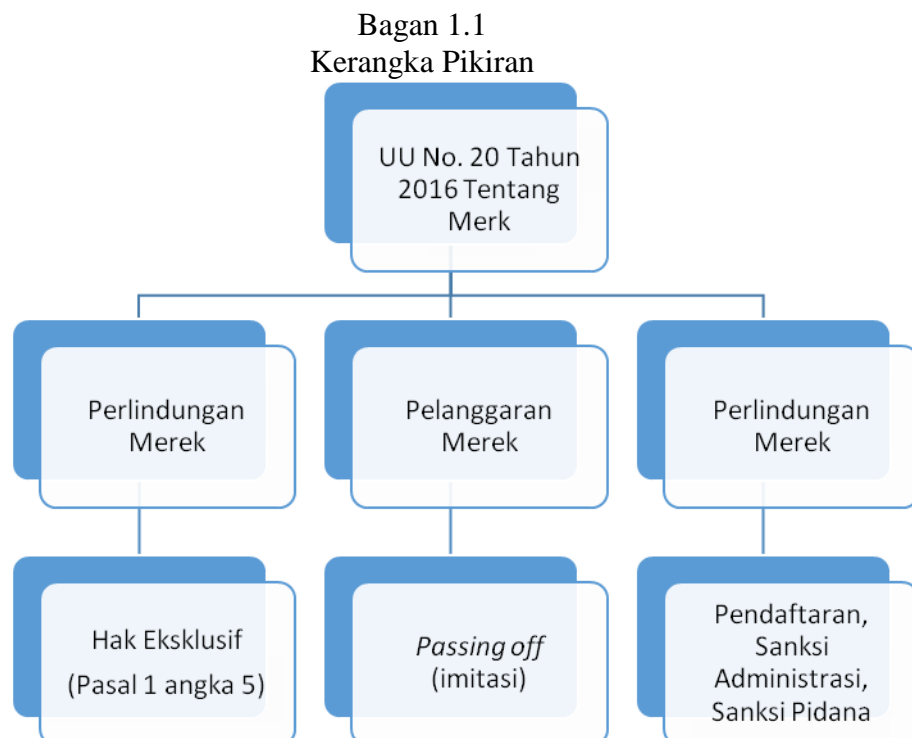 Bagan 1.1
Kerangka Pikiran
UU No. 20 Tahun
2016 Tentang
Merk
Perlindungan
Merek
Pelanggaran
Merek
Perlindungan
Merek
Hak Eksklusif
(Pasal 1 angka 5)
Passing off
(imitasi)
Pendaftaran,
Sanksi
Administrasi,
Sanksi Pidana